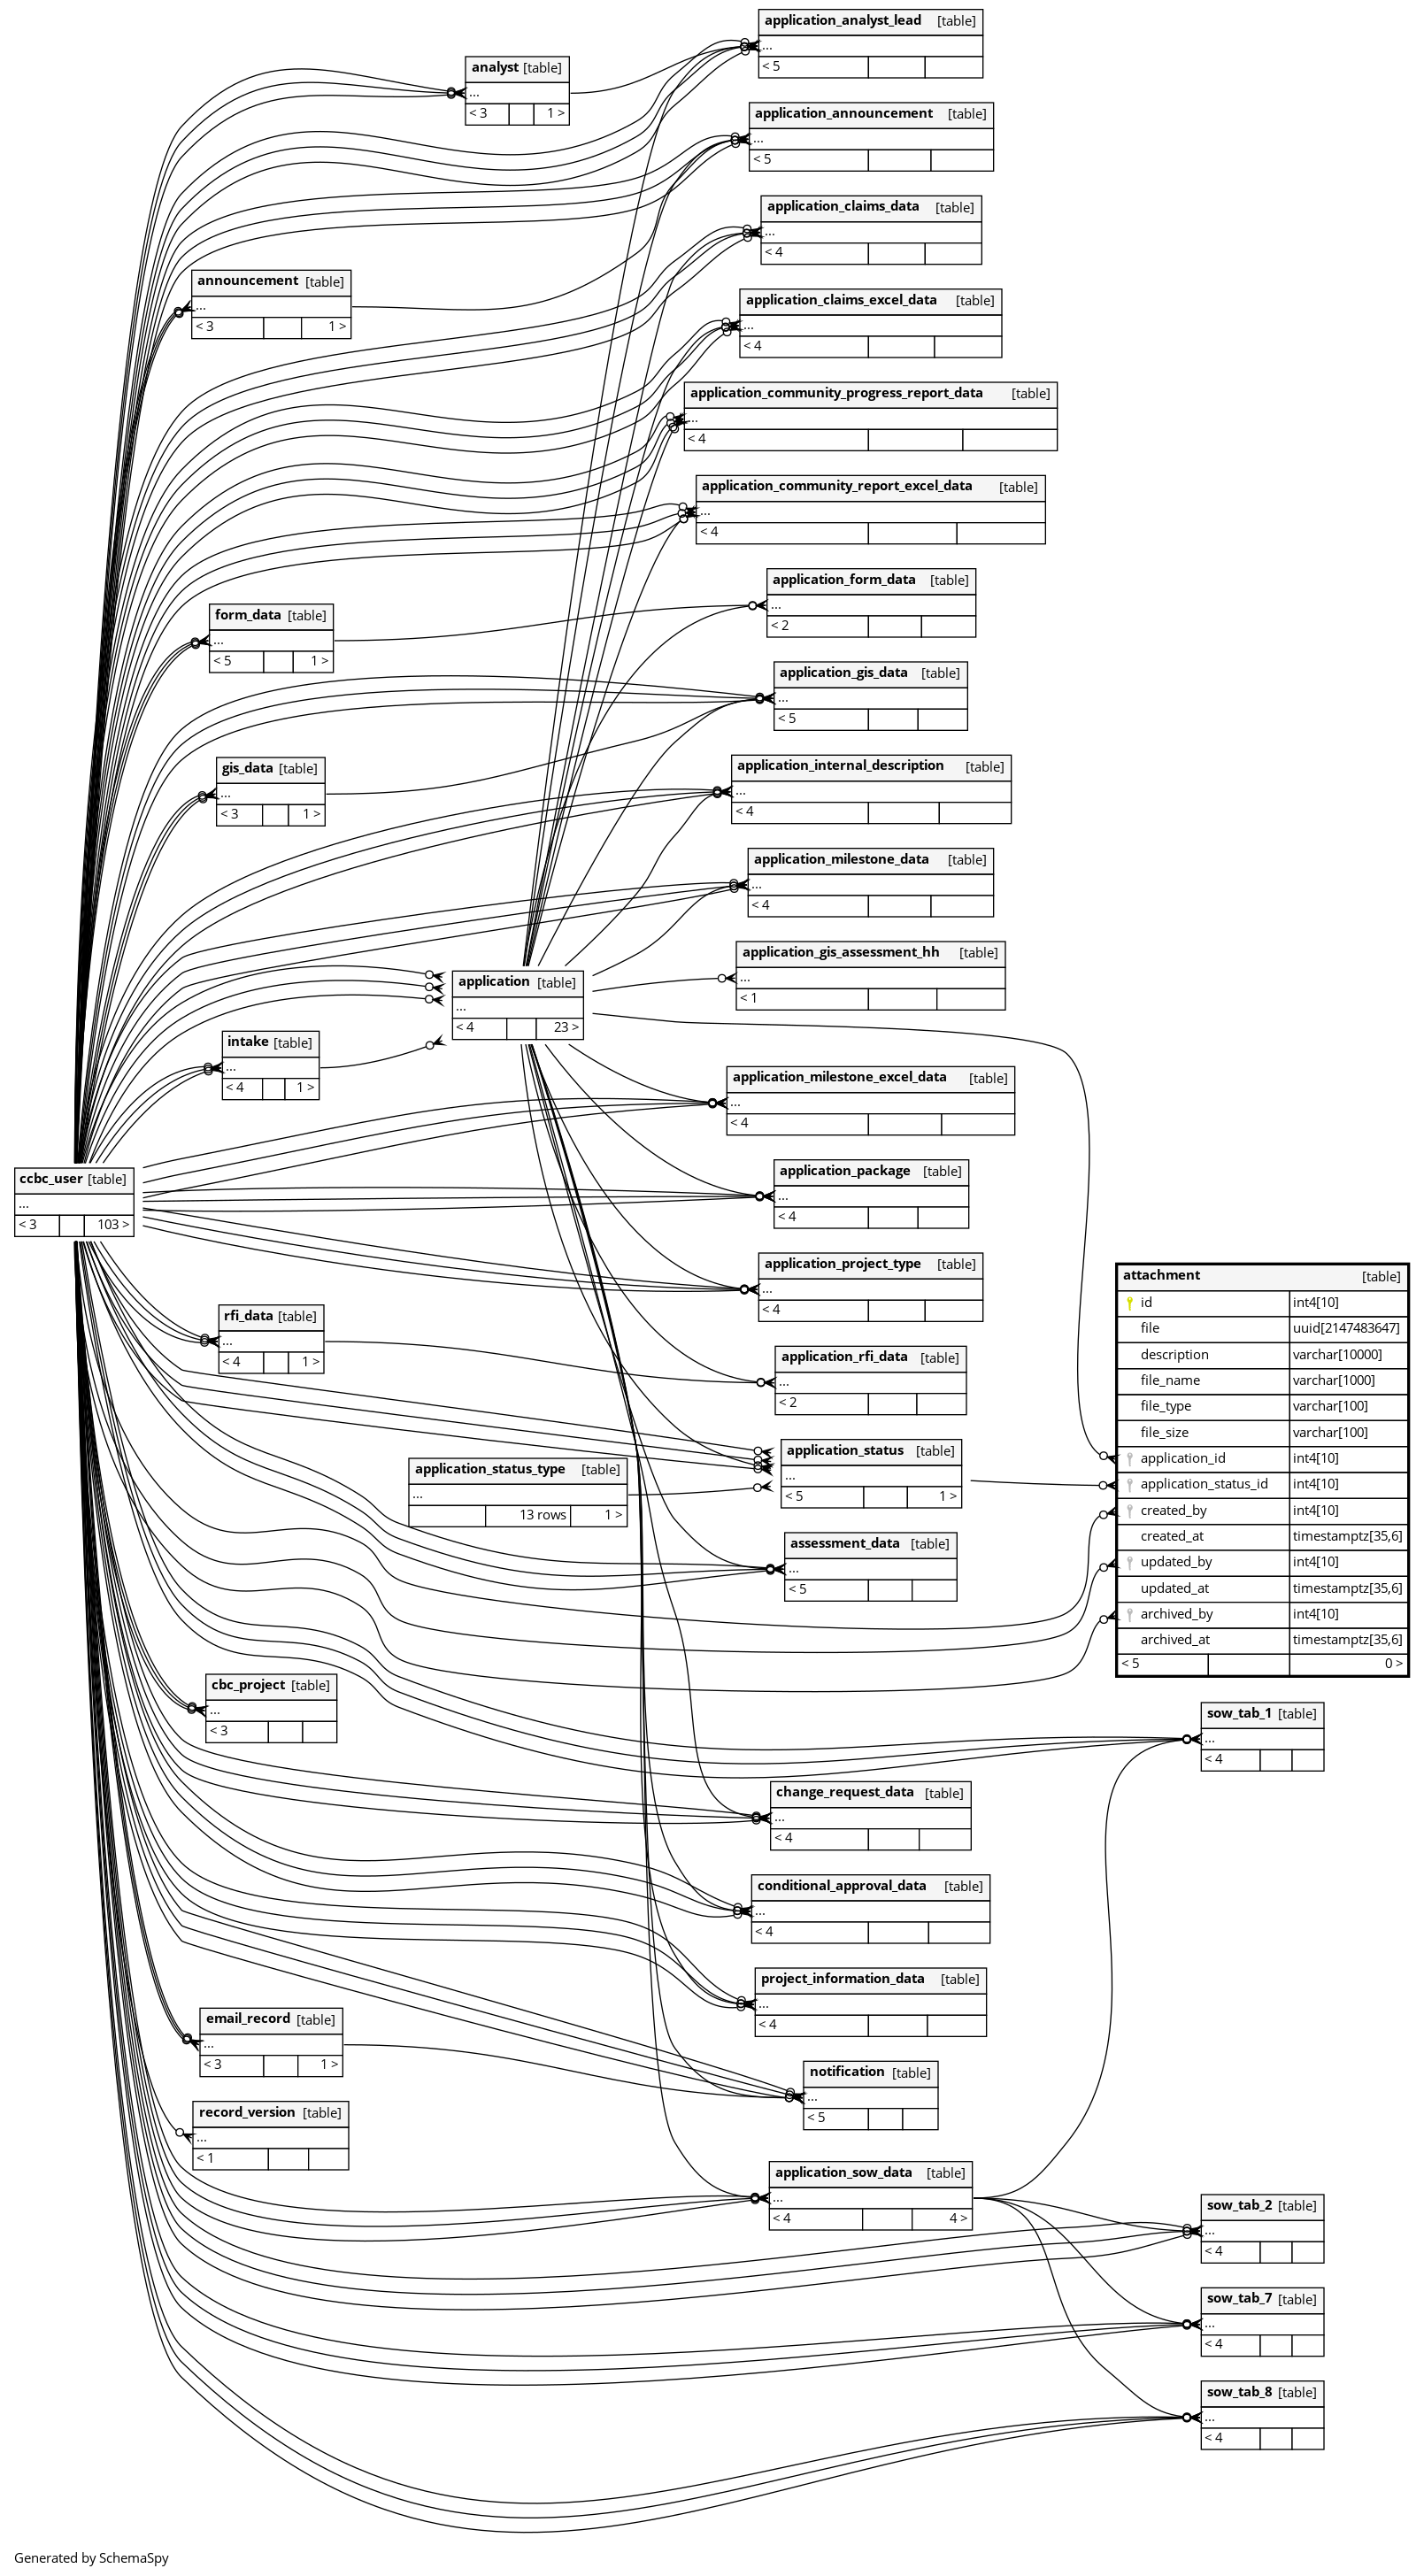 application_analyst_lead [table]
...
< 5
analyst [table]
...
< 3 1 >
application_announcement [table]
...
< 5
application_claims_data [table]
...
< 4
announcement [table]
...
< 3 1 >
application_claims_excel_data [table]
...
< 4
application_community_progress_report_data [table]
...
< 4
application_community_report_excel_data [table]
...
< 4
application_form_data [table]
...
< 2
form_data [table]
...
< 5 1 >
application_gis_data [table]
...
< 5
gis_data [table]
...
< 3 1 >
application_internal_description [table]
...
< 4
application_milestone_data [table]
...
< 4
application_gis_assessment_hh [table]
...
< 1
application [table]
...
< 4 23 >
intake [table]
...
< 4 1 >
application_milestone_excel_data [table]
...
< 4
ccbc_user [table]
...
< 3 103 >
application_package [table]
...
< 4
application_project_type [table]
...
< 4
attachment [table]
id int4[10]
file uuid[2147483647]
description varchar[10000]
file_name varchar[1000]
file_type varchar[100]
file_size varchar[100]
application_id int4[10]
application_status_id int4[10]
created_by int4[10]
created_at timestamptz[35,6]
updated_by int4[10]
updated_at timestamptz[35,6]
archived_by int4[10]
archived_at timestamptz[35,6]
< 5 0 >
rfi_data [table]
...
< 4 1 >
application_rfi_data [table]
...
< 2
application_status [table]
...
< 5 1 >
application_status_type [table]
...
13 rows 1 >
assessment_data [table]
...
< 5
cbc_project [table]
...
< 3
sow_tab_1 [table]
...
< 4
change_request_data [table]
...
< 4
conditional_approval_data [table]
...
< 4
project_information_data [table]
...
< 4
email_record [table]
...
< 3 1 >
notification [table]
...
< 5
record_version [table]
...
< 1
application_sow_data [table]
...
< 4 4 >
sow_tab_2 [table]
...
< 4
sow_tab_7 [table]
...
< 4
sow_tab_8 [table]
...
< 4
Generated by SchemaSpy